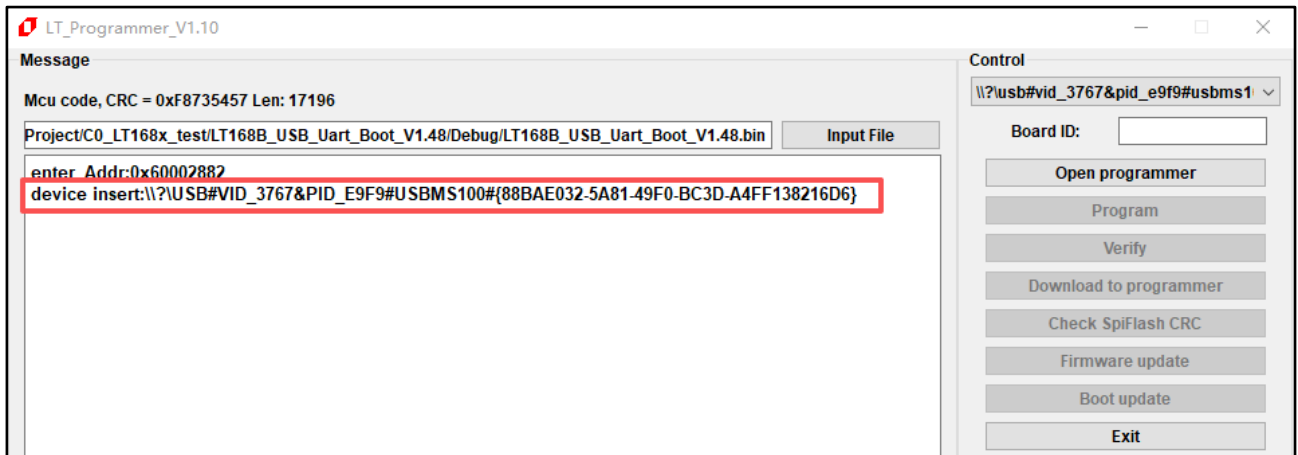 LT_Programmer_V1.10
Message
Mcu code, CRC = 0xF8735457 Len: 17196
Project/C0_LT168x_test/LT168B_USB_Uart_Boot_V1.48/Debug/LT168B_USB_Uart_Boot_V1.48.bin
Input File
enter Addr:0x60002882
device insert:\\?\USB#VID_3767&PID_E9F9#USBMS100#{88BAE032-5A81-49F0-BC3D-A4FF138216D6}
Control
\\?\usb#vid_3767&pid_e9f9#usbms1
Board ID:
Open programmer
Program
Verify
Download to programmer
Check SpiFlash CRC
Firmware update
Boot update
Exit